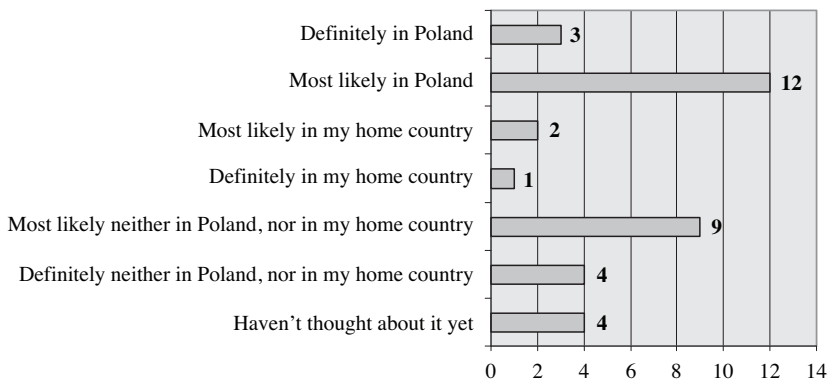 Definitely in Poland 3
Most likely in Poland 12
Most likely in my home country 2
Definitely in my home country 1
Most likely neither in Poland, nor in my home country 9
Definitely neither in Poland, nor in my home country 4
Haven't thought about it yet 4
0 2 4 6 8 10 12 14